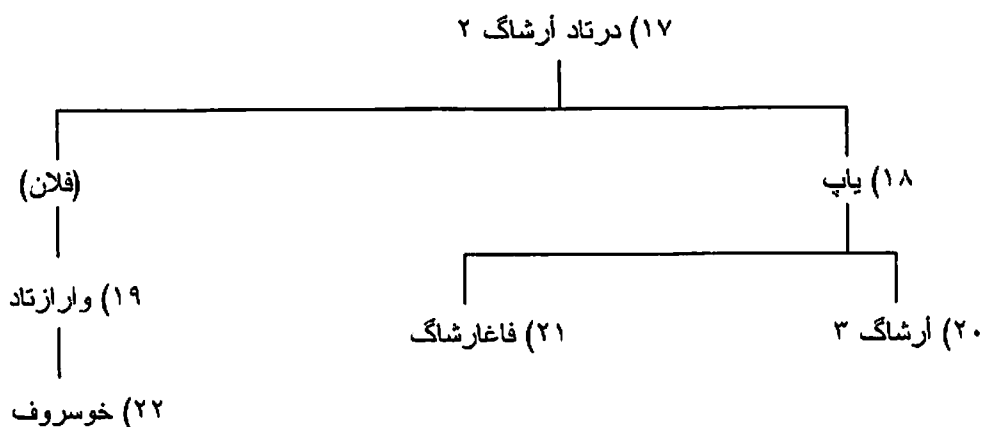 ١٧) درتاد أرشاگ ٢
١٨) ياپ
(فلان)
١٩) وارازتاد
٢٠) أرشاگ ٣
٢١) فاغارشاگ
٢٢) خوسروف